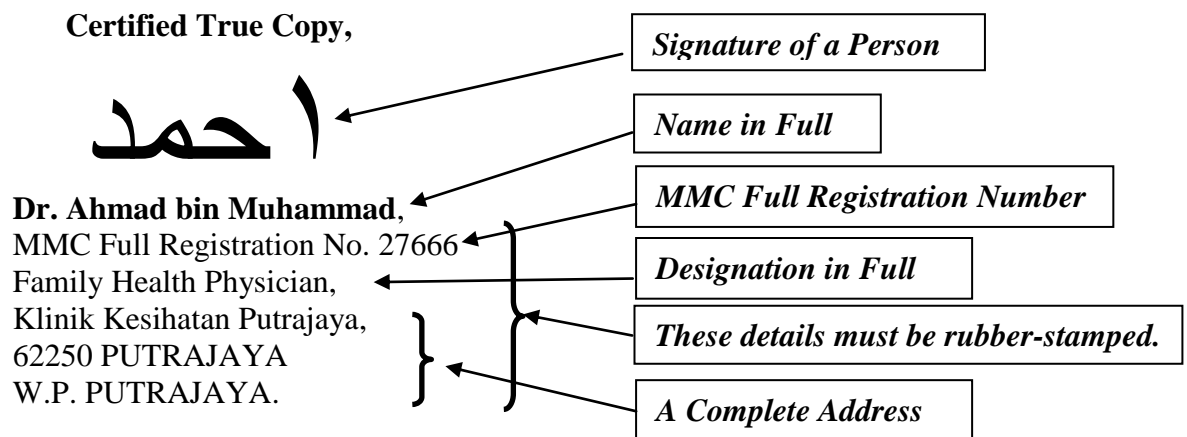 Certified True Copy,
احمد
Dr. Ahmad bin Muhammad,
MMC Full Registration No. 27666
Family Health Physician,
Klinik Kesihatan Putrajaya,
62250 PUTRAJAYA
W.P. PUTRAJAYA.
Signature of a Person
Name in Full
MMC Full Registration Number
Designation in Full
These details must be rubber-stamped.
A Complete Address